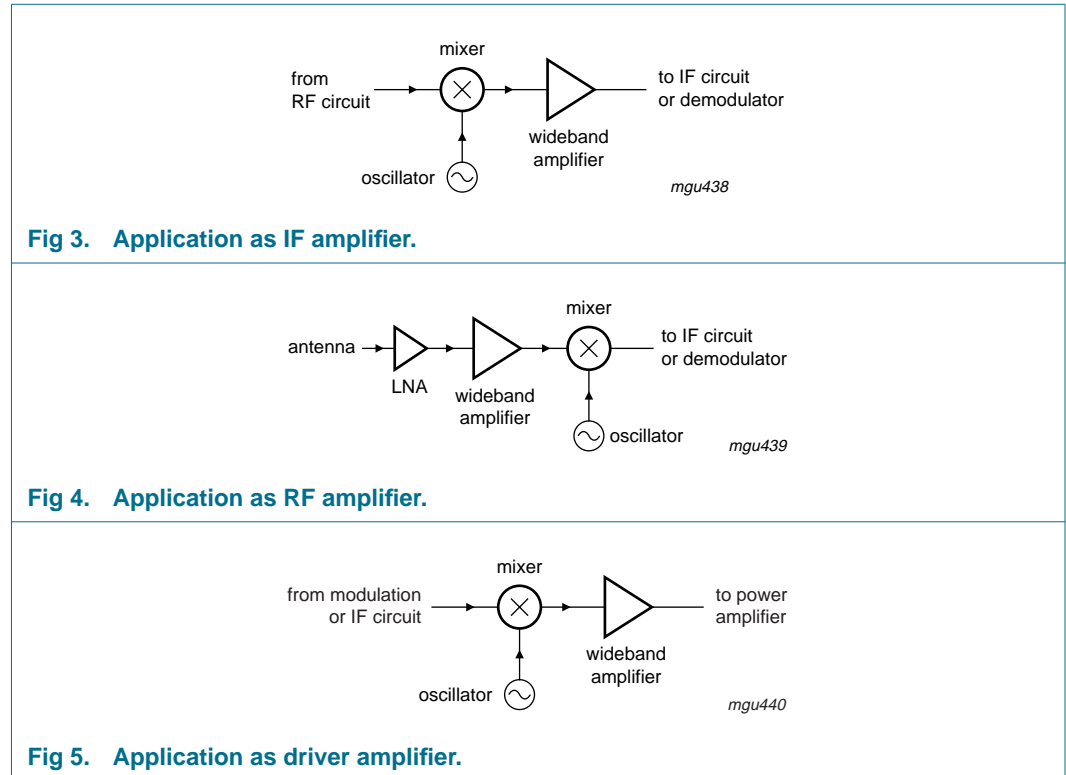 mixer
from
RF circuit
to IF circuit
or demodulator
wideband
amplifier
oscillator
mgu438
Fig 3. Application as IF amplifier.
mixer
antenna
to IF circuit
or demodulator
LNA
wideband
amplifier
oscillator
mgu439
Fig 4. Application as RF amplifier.
mixer
from modulation
or IF circuit
to power
amplifier
wideband
amplifier
oscillator
mgu440
Fig 5. Application as driver amplifier.